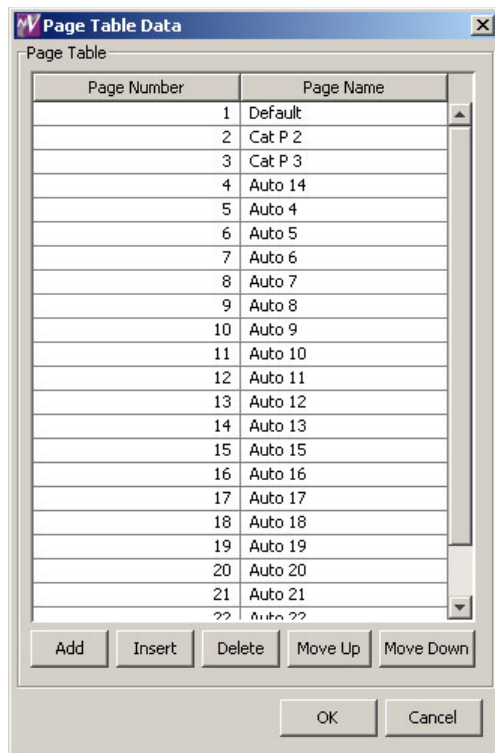 Page Table Data
Page Table
Page Number Page Name
1 Default
2 Cat P 2
3 Cat P 3
4 Auto 14
5 Auto 4
6 Auto 5
7 Auto 6
8 Auto 7
9 Auto 8
10 Auto 9
11 Auto 10
12 Auto 11
13 Auto 12
14 Auto 13
15 Auto 15
16 Auto 16
17 Auto 17
18 Auto 18
19 Auto 19
20 Auto 20
21 Auto 21
22 Auto 22
Add Insert Delete Move Up Move Down
OK Cancel